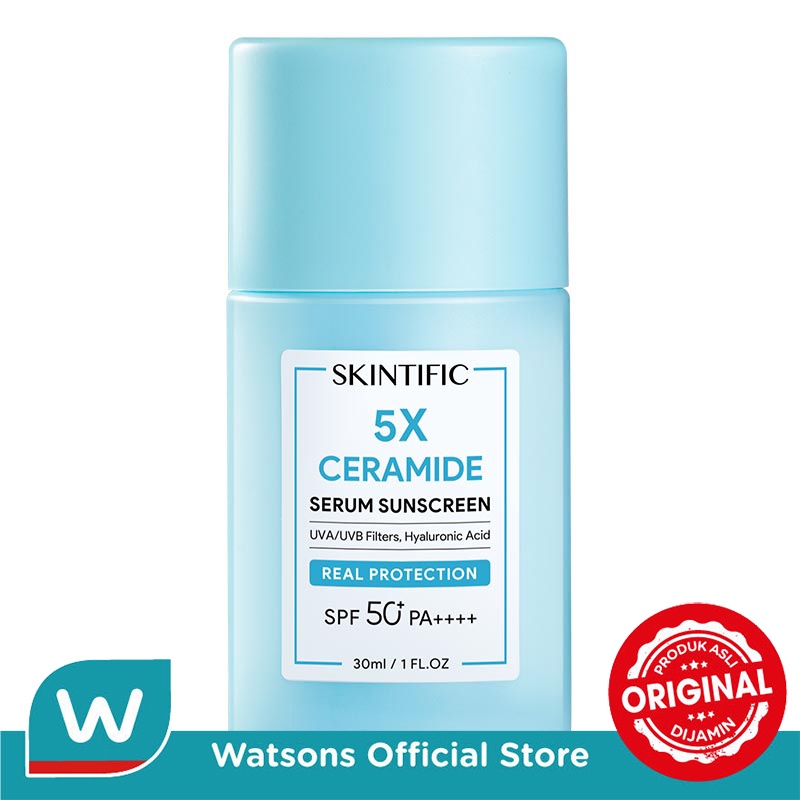 SKINTIFIC
5X
CERAMIDE
SERUM SUNSCREEN
UVA/UVB Filters, Hyaluronic Acid
REAL PROTECTION
SPF 50+ PA++++
30ml / 1 FL.OZ
PRODUK ASLI
ORIGINAL
DIJAMIN
W
Watsons Official Store